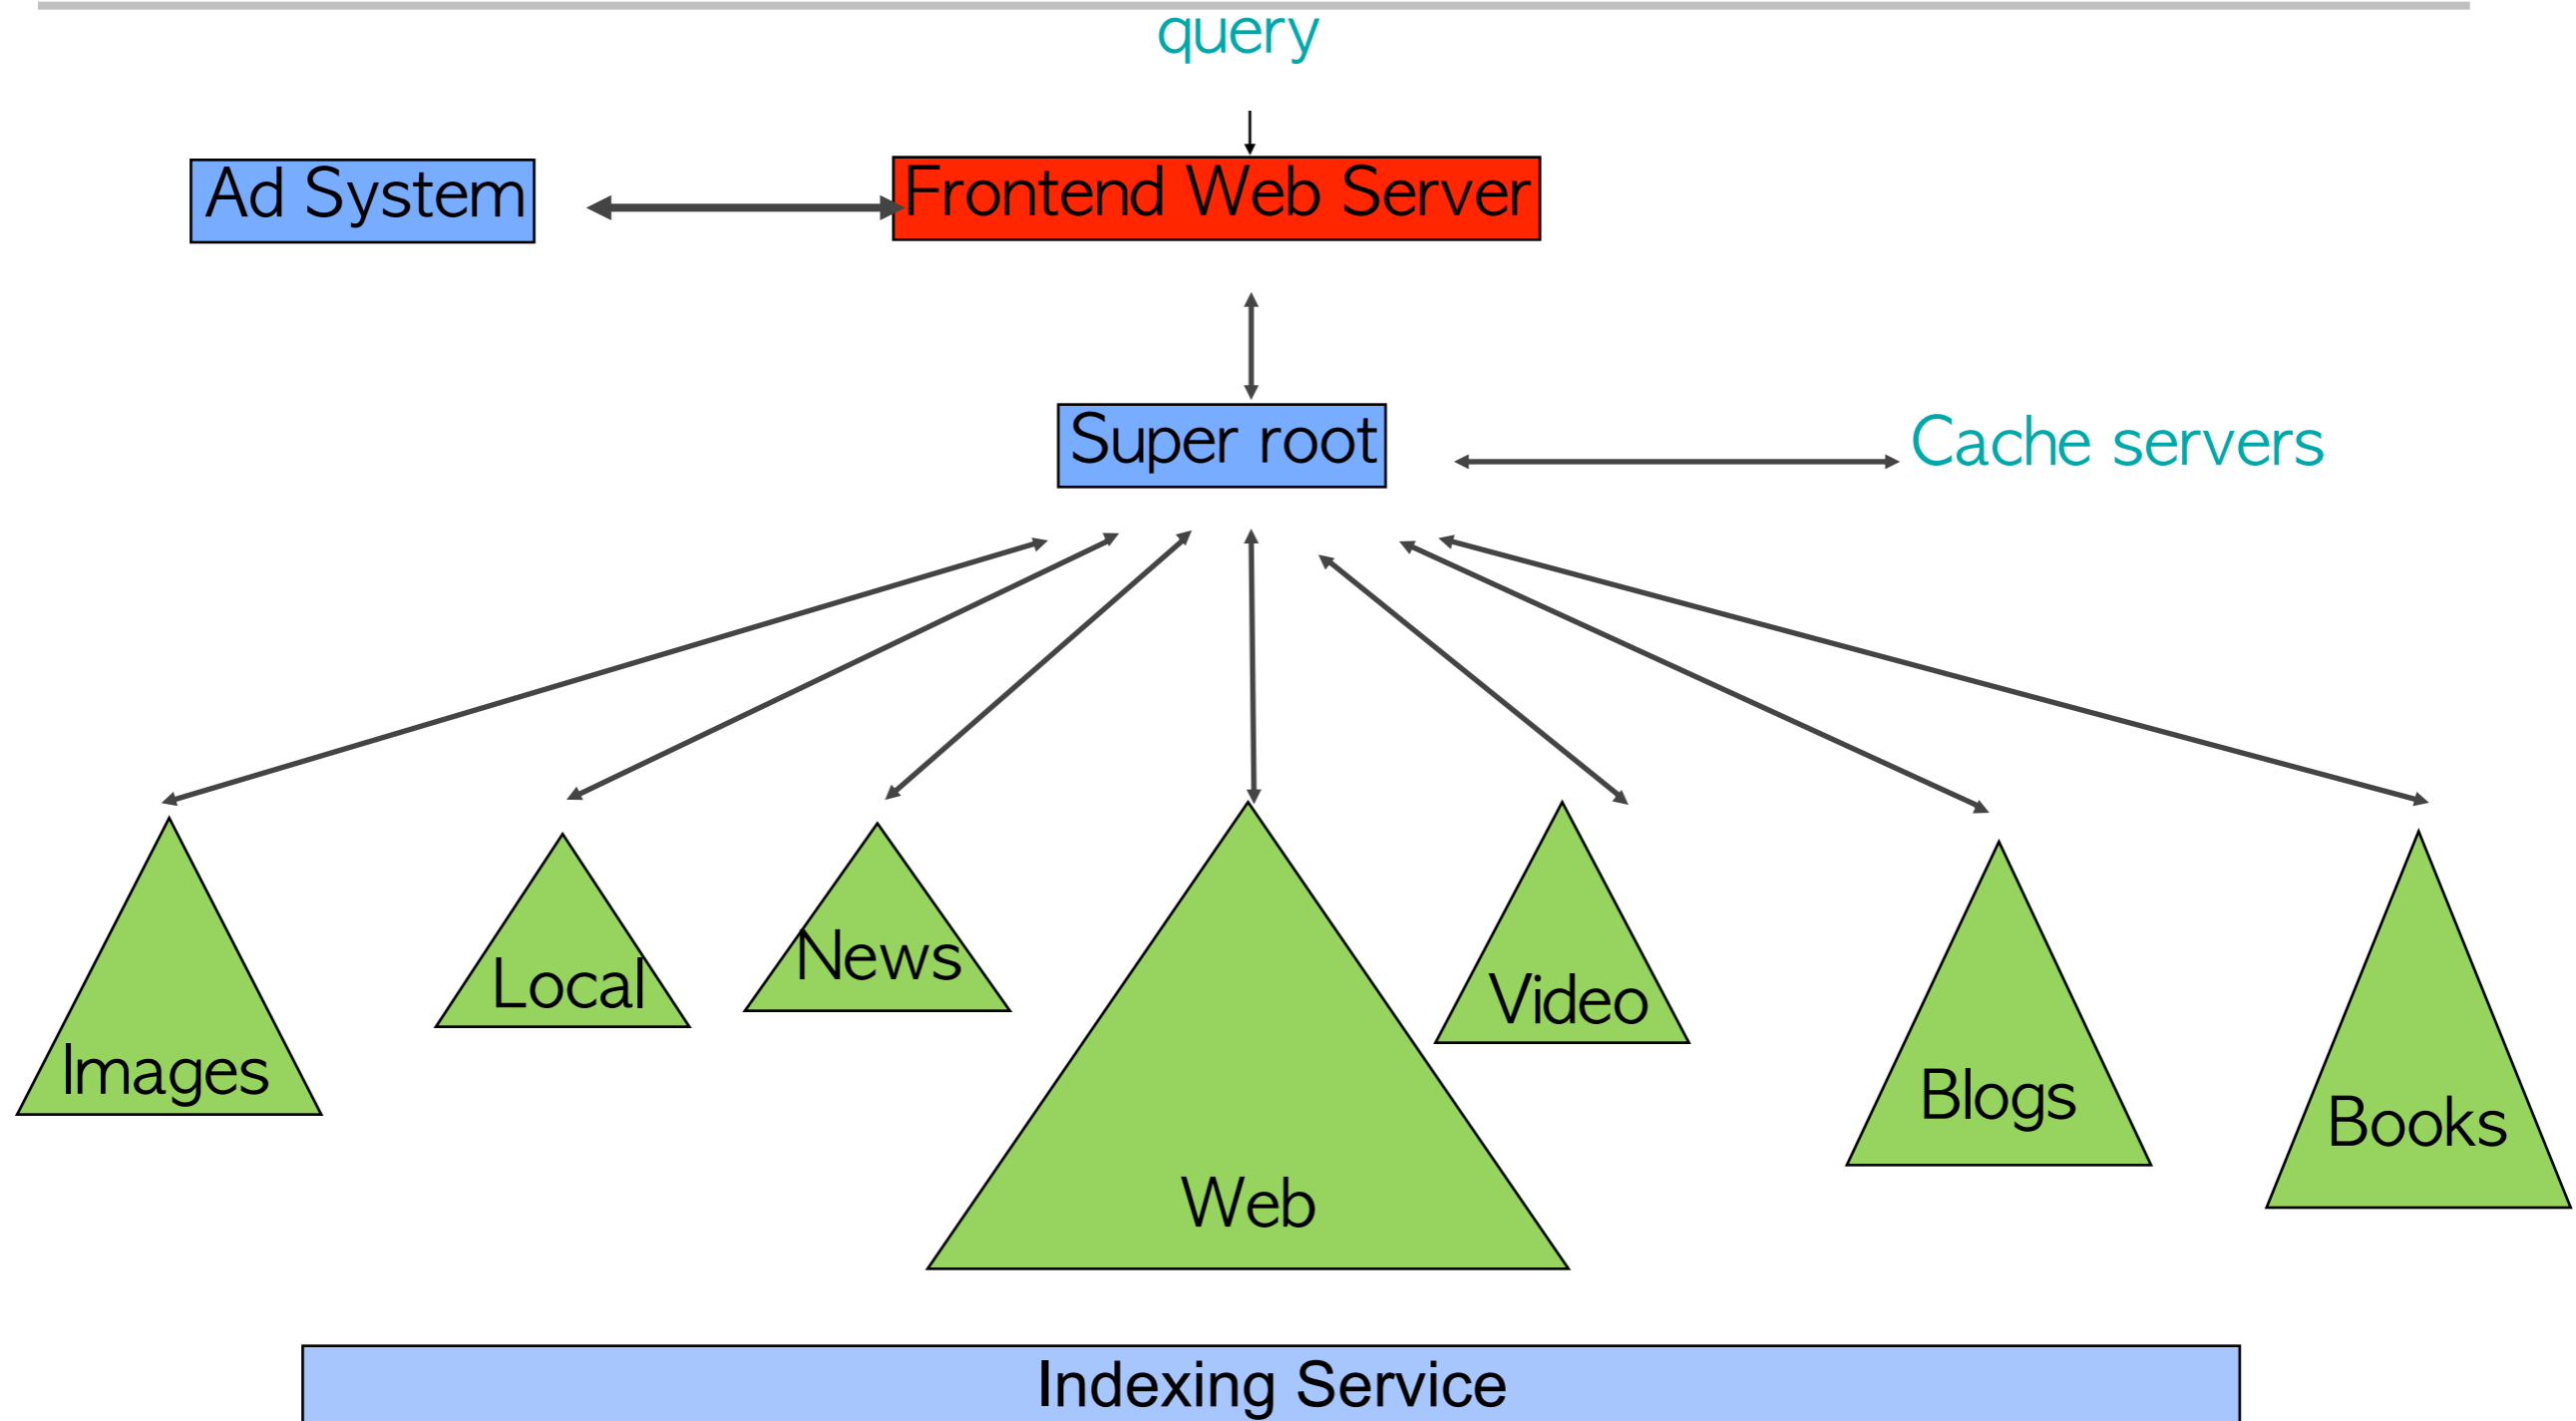 query
Ad System
Frontend Web Server
Super root
Cache servers
Images
Local
News
Web
Video
Blogs
Books
Indexing Service